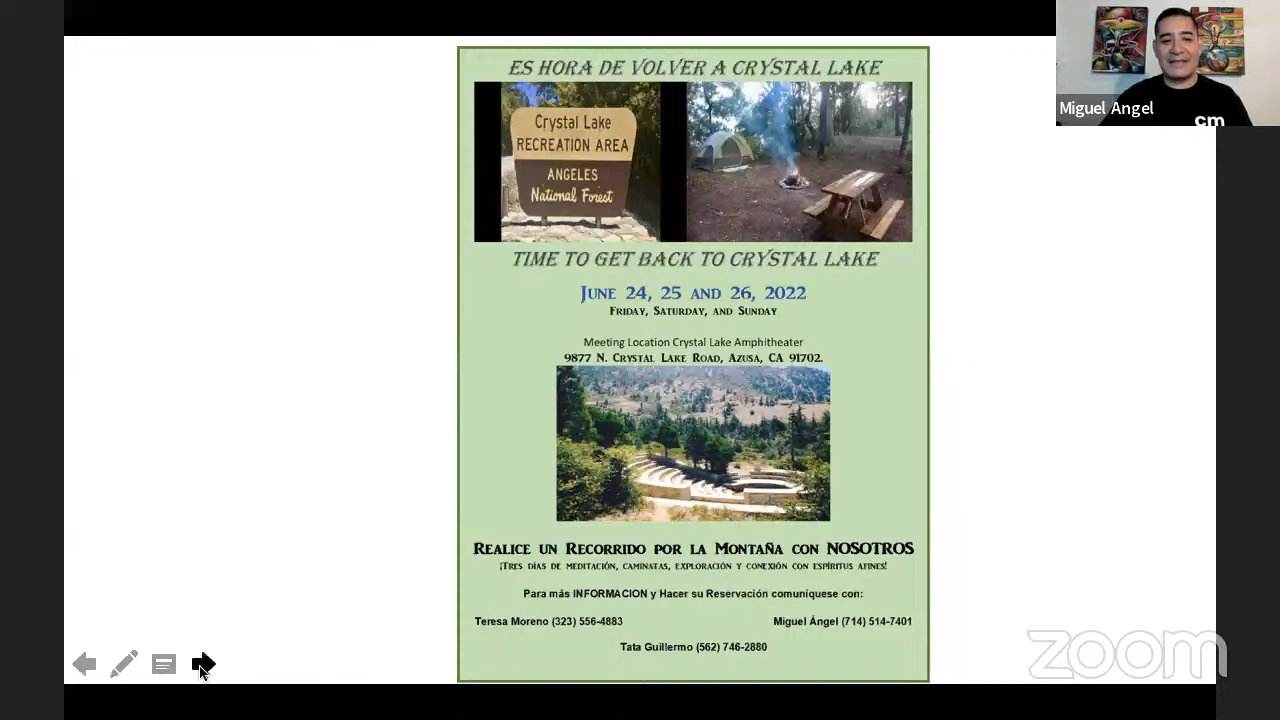 ES HORA DE VOLVER A CRYSTAL LAKE
Crystal Lake
RECREATION AREA
ANGELES
National Forest
TIME TO GET BACK TO CRYSTAL LAKE
June 24, 25 and 26, 2022
Friday, Saturday, and Sunday
Meeting Location Crystal Lake Amphitheater
9877 N. Crystal Lake Road, Azusa, CA 91702.
Realice un Recorrido por la Montaña con NOSOTROS
¡Tres días de meditación, caminatas, exploración y conexión con espíritus afines!
Para más INFORMACION y Hacer su Reservación comuníquese con:
Teresa Moreno (323) 556-4883
Miguel Ángel (714) 514-7401
Tata Guillermo (562) 746-2880
Miguel Angel
cm
zoom